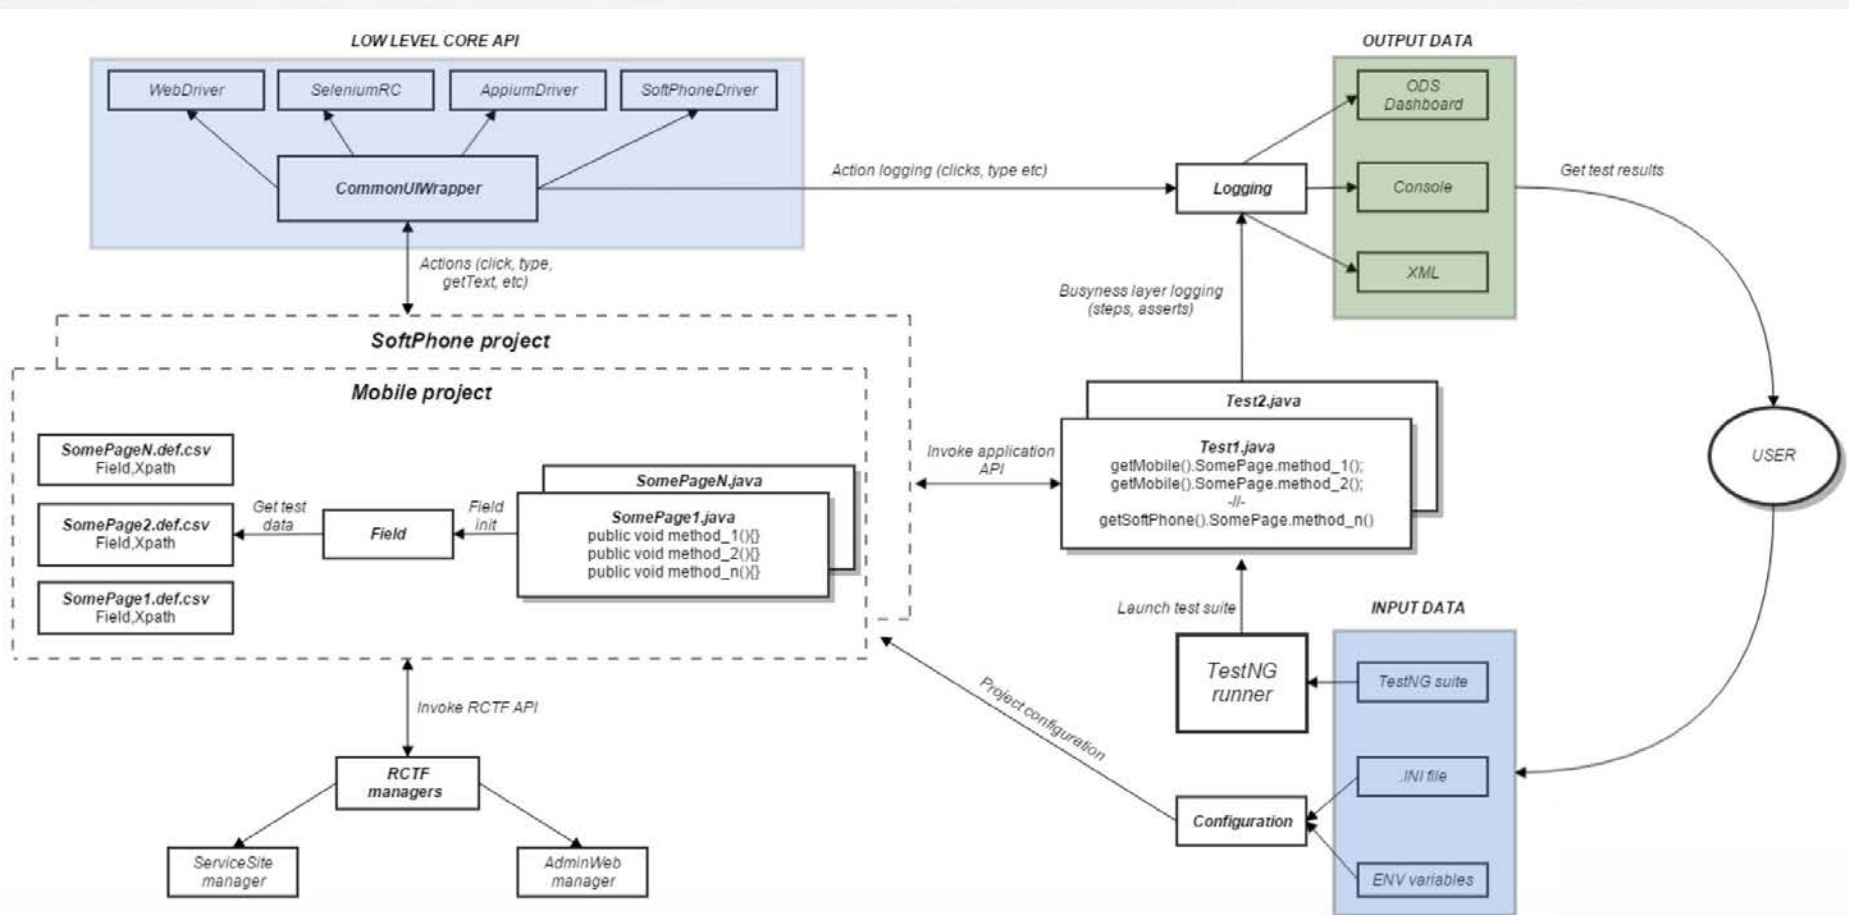 LOW LEVEL CORE API
WebDriver
SeleniumRC
AppiumDriver
SoftPhoneDriver
CommonUIWrapper
Action logging (clicks, type etc)
Logging
OUTPUT DATA
ODS
Dashboard
Console
XML
Get test results
Actions (click, type,
getText, etc)
Busyness layer logging
(steps, asserts)
SoftPhone project
Mobile project
SomePageN.def.csv
Field,Xpath
SomePage2.def.csv
Field,Xpath
SomePage1.def.csv
Field,Xpath
Get test
data
Field
Field
init
SomePageN.java
SomePage1.java
public void method_1(){}
public void method_2(){}
public void method_n(){}
Invoke application
API
Test2.java
Test1.java
getMobile().SomePage.method_1();
getMobile().SomePage.method_2();
-//-
getSoftPhone().SomePage.method_n()
USER
Launch test suite
INPUT DATA
TestNG
runner
TestNG suite
.INI file
ENV variables
Project configuration
Configuration
Invoke RCTF API
RCTF
managers
ServiceSite
manager
AdminWeb
manager